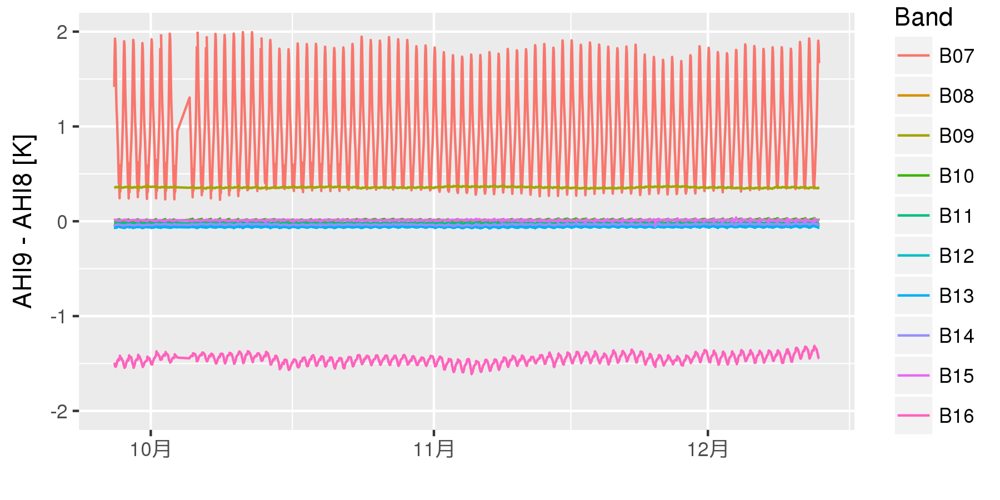 AHI9 - AHI8 [K]
2
1
0
-1
-2
10月
11月
12月
Band
B07
B08
B09
B10
B11
B12
B13
B14
B15
B16